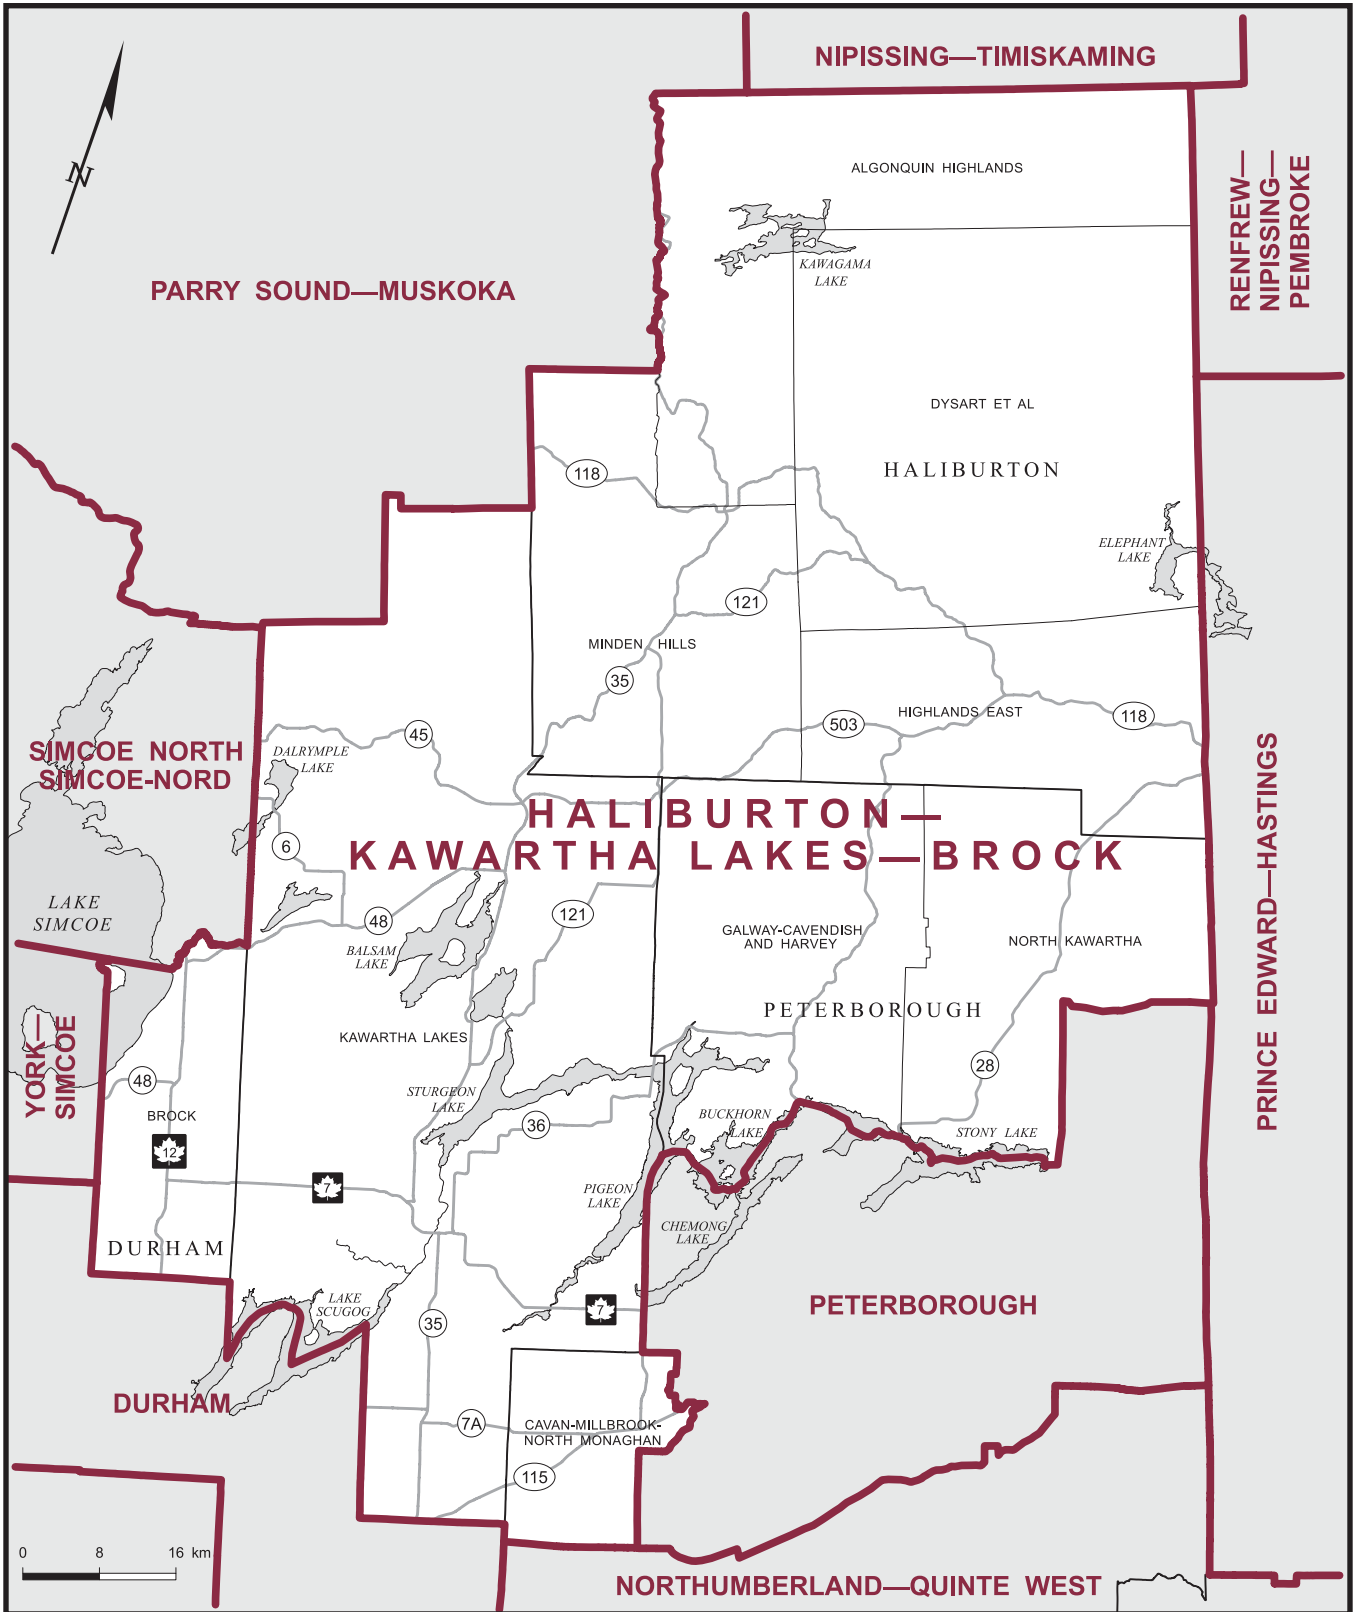 NIPISSING—TIMISKAMING
N
ALGONQUIN HIGHLANDS
RENFREW—
NIPISSING—
PEMBROKE
KAWAGAMA
LAKE
PARRY SOUND—MUSKOKA
DYSART ET AL
HALIBURTON
118
ELEPHANT
LAKE
121
MINDEN HILLS
35
HIGHLANDS EAST
118
503
45
SIMCOE NORTH
SIMCOE-NORD
DALRYMPLE
LAKE
HALIBURTON—
KAWARTHA LAKES—BROCK
6
PRINCE EDWARD—HASTINGS
LAKE
SIMCOE
48
121
BALSAM
LAKE
GALWAY-CAVENDISH
AND HARVEY
NORTH KAWARTHA
PETERBOROUGH
YORK—
SIMCOE
KAWARTHA LAKES
48
28
STURGEON
LAKE
BROCK
36
BUCKHORN
LAKE
STONY LAKE
12
7
PIGEON
LAKE
CHEMONG
LAKE
DURHAM
LAKE
SCUGOG
7
PETERBOROUGH
35
DURHAM
7A
CAVAN-MILLBROOK-
NORTH MONAGHAN
115
0 8 16 km
NORTHUMBERLAND—QUINTE WEST